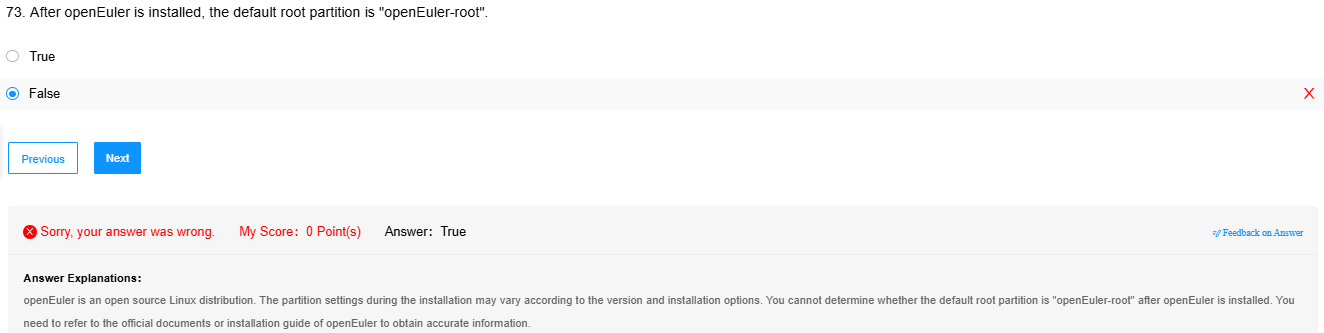 73. After openEuler is installed, the default root partition is "openEuler-root".
True
False
Previous
Next
Sorry, your answer was wrong. My Score: 0 Point(s) Answer: True
Feedback on Answer
Answer Explanations:
openEuler is an open source Linux distribution. The partition settings during the installation may vary according to the version and installation options. You cannot determine whether the default root partition is "openEuler-root" after openEuler is installed. You
need to refer to the official documents or installation guide of openEuler to obtain accurate information.